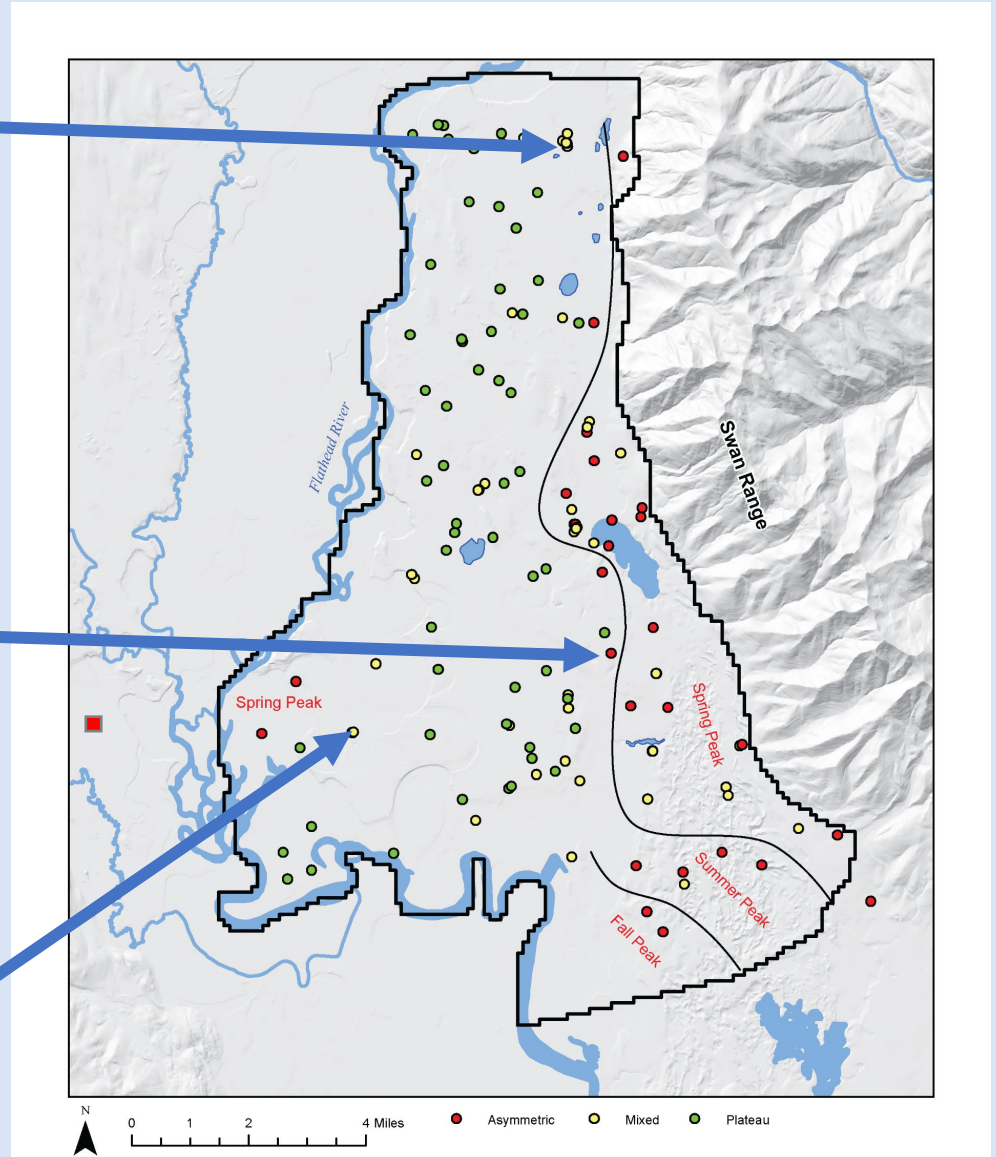 Flathead River
Swan Range
Spring Peak
Spring Peak
Summer Peak
Fall Peak
N
0 1 2 4 Miles
Asymmetric Mixed Plateau